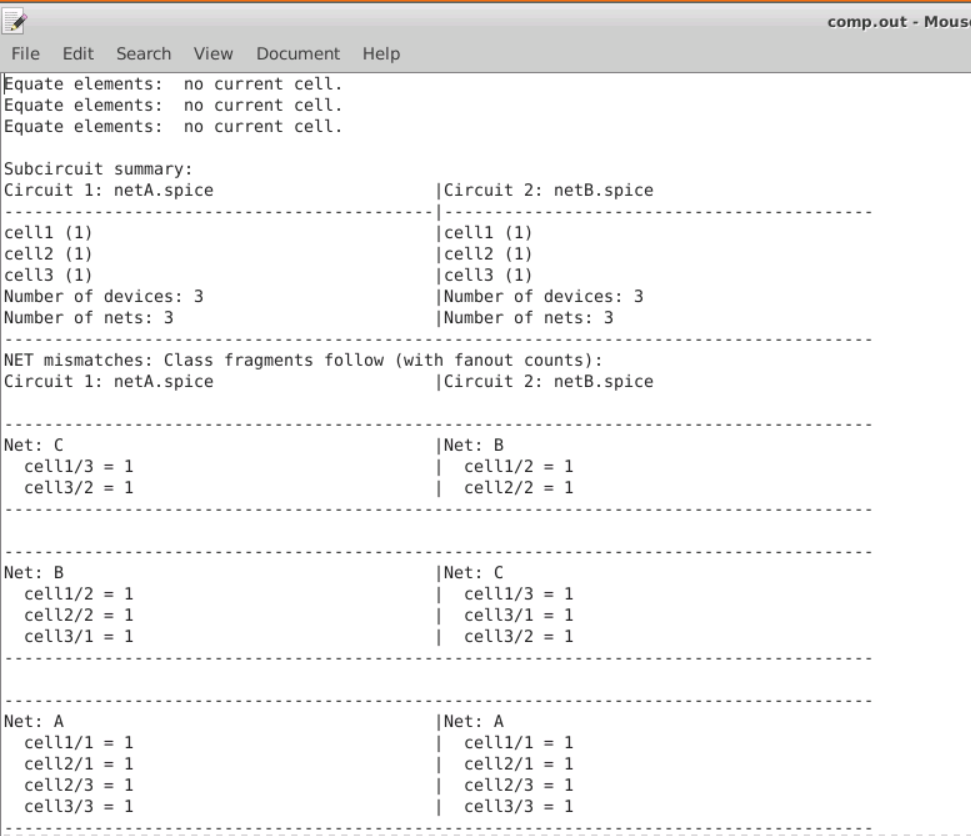 comp.out - Mouse
File Edit Search View Document Help
Equate elements:  no current cell.
Equate elements:  no current cell.
Equate elements:  no current cell.
Subcircuit summary:
Circuit 1: netA.spice                      |Circuit 2: netB.spice
-------------------------------------------|-------------------------------------------
cell1 (1)                                  |cell1 (1)
cell2 (1)                                  |cell2 (1)
cell3 (1)                                  |cell3 (1)
Number of devices: 3                       |Number of devices: 3
Number of nets: 3                          |Number of nets: 3
---------------------------------------------------------------------------------------
NET mismatches: Class fragments follow (with fanout counts):
Circuit 1: netA.spice                      |Circuit 2: netB.spice
---------------------------------------------------------------------------------------
Net: C                                     |Net: B
  cell1/3 = 1                              |  cell1/2 = 1
  cell3/2 = 1                              |  cell2/2 = 1
---------------------------------------------------------------------------------------
---------------------------------------------------------------------------------------
Net: B                                     |Net: C
  cell1/2 = 1                              |  cell1/3 = 1
  cell2/2 = 1                              |  cell3/1 = 1
  cell3/1 = 1                              |  cell3/2 = 1
---------------------------------------------------------------------------------------
---------------------------------------------------------------------------------------
Net: A                                     |Net: A
  cell1/1 = 1                              |  cell1/1 = 1
  cell2/1 = 1                              |  cell2/1 = 1
  cell2/3 = 1                              |  cell2/3 = 1
  cell3/3 = 1                              |  cell3/3 = 1
---------------------------------------------------------------------------------------